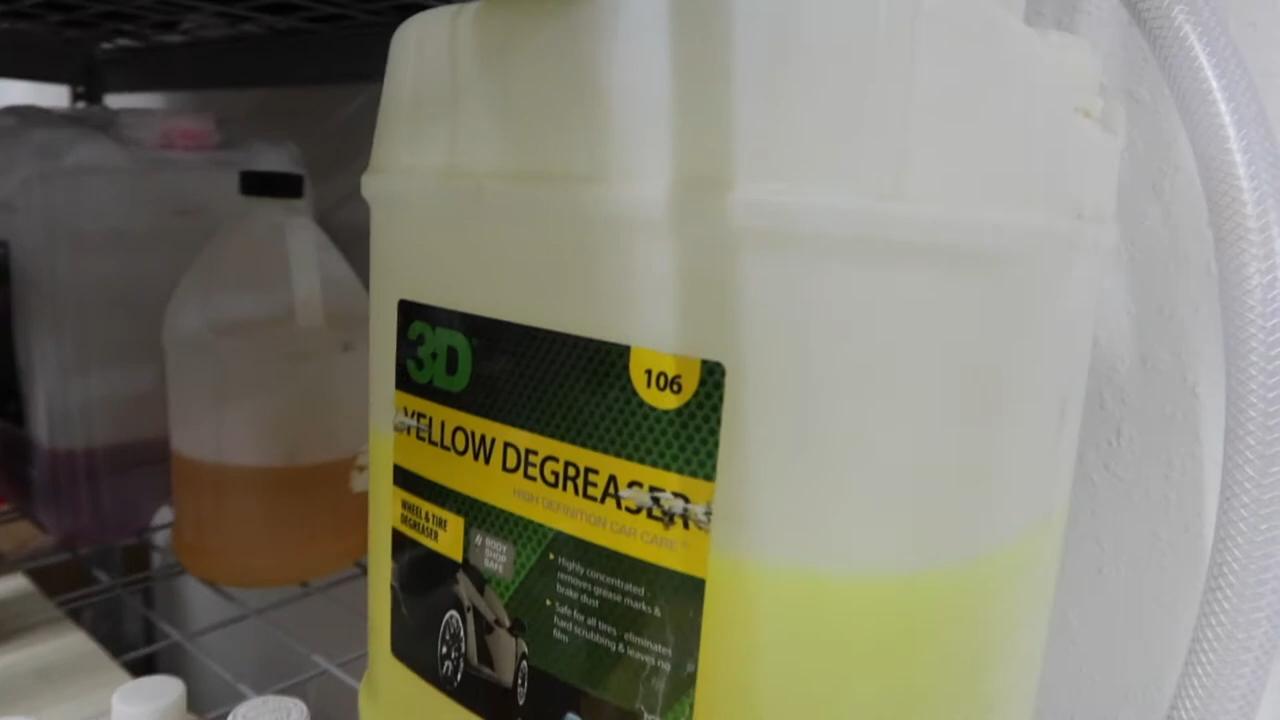 3D
106
YELLOW DEGREASER
HIGH DEFINITION CAR CARE
WHEEL & TIRE
DEGREASER
// BODY
SHOP
SAFE
Highly concentrated -
removes grease marks &
brake dust
Safe for all tires - eliminates
hard scrubbing & leaves no
film